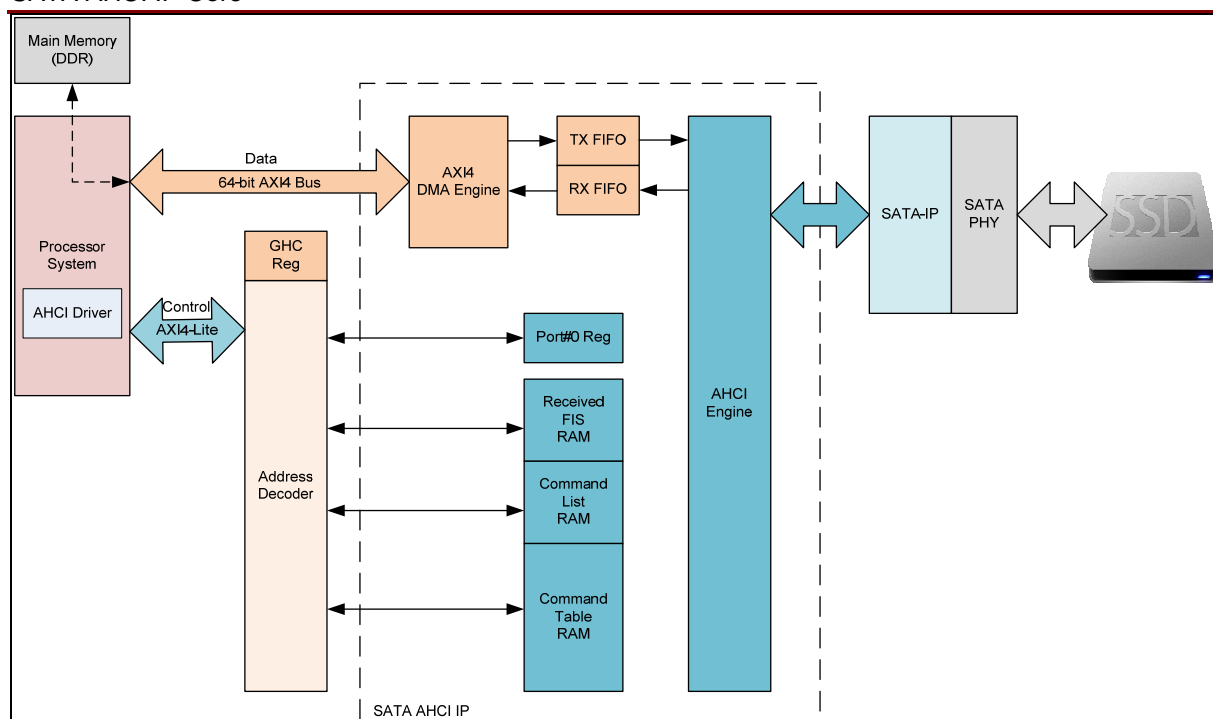 SATA AHCI IP Core
Main Memory
(DDR)
Processor
System
AHCI Driver
Data
64-bit AXI4 Bus
Control
AXI4-Lite
GHC
Reg
Address
Decoder
AXI4
DMA Engine
TX FIFO
RX FIFO
Port#0 Reg
Received
FIS
RAM
Command
List
RAM
Command
Table
RAM
AHCI
Engine
SATA-IP
SATA
PHY
SSD
SATA AHCI IP